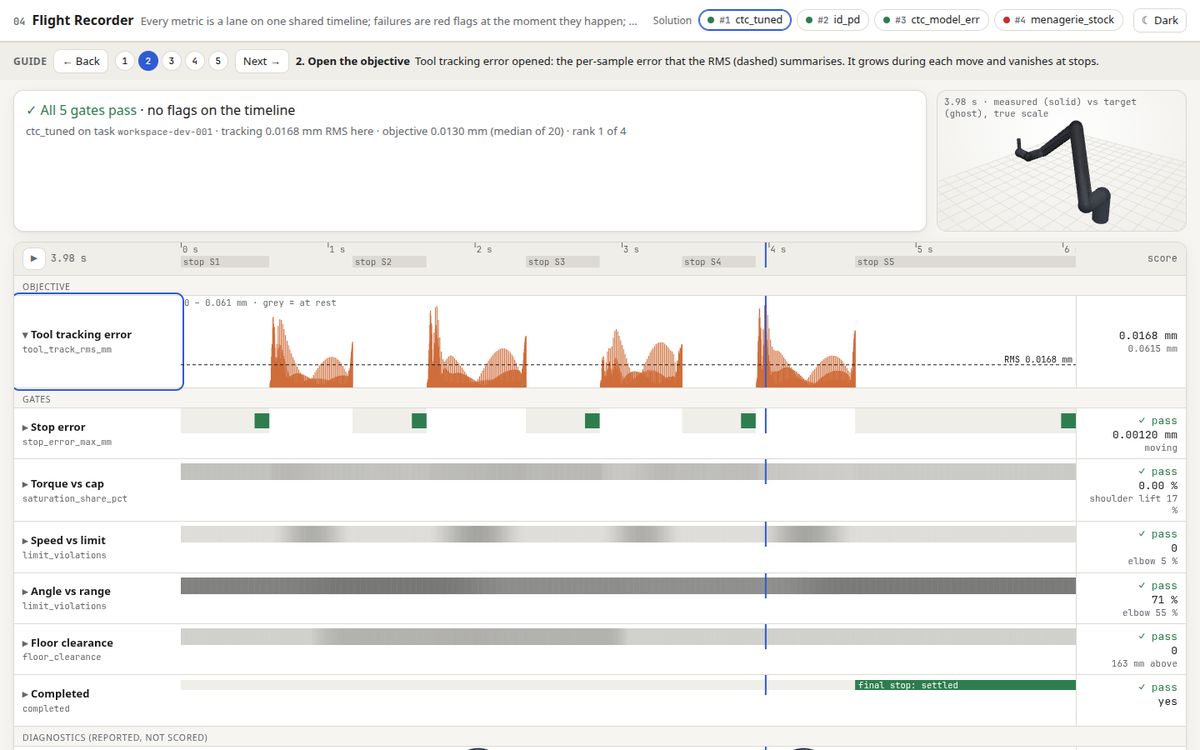 04 Flight Recorder Every metric is a lane on one shared timeline; failures are red flags at the moment they happen; ... Solution #1 ctc_tuned #2 id_pd #3 ctc_model_err #4 menagerie_stock ☾ Dark
GUIDE ← Back 1 2 3 4 5 Next → 2. Open the objective Tool tracking error opened: the per-sample error that the RMS (dashed) summarises. It grows during each move and vanishes at stops.
✓ All 5 gates pass · no flags on the timeline
ctc_tuned on task workspace-dev-001 · tracking 0.0168 mm RMS here · objective 0.0130 mm (median of 20) · rank 1 of 4
3.98 s · measured (solid) vs target
(ghost), true scale
▶ 3.98 s 0 s 1 s 2 s 3 s 4 s 5 s 6 score
stop S1 stop S2 stop S3 stop S4 stop S5
OBJECTIVE
0 – 0.061 mm · grey = at rest
▼ Tool tracking error
tool_track_rms_mm
RMS 0.0168 mm
0.0168 mm
0.0615 mm
GATES
▶ Stop error
stop_error_max_mm
✓ pass
0.00120 mm
moving
▶ Torque vs cap
saturation_share_pct
✓ pass
0.00 %
shoulder lift 17
%
▶ Speed vs limit
limit_violations
✓ pass
0
elbow 5 %
▶ Angle vs range
limit_violations
✓ pass
71 %
elbow 55 %
▶ Floor clearance
floor_clearance
✓ pass
0
163 mm above
▶ Completed
completed
final stop: settled
✓ pass
yes
DIAGNOSTICS (REPORTED, NOT SCORED)